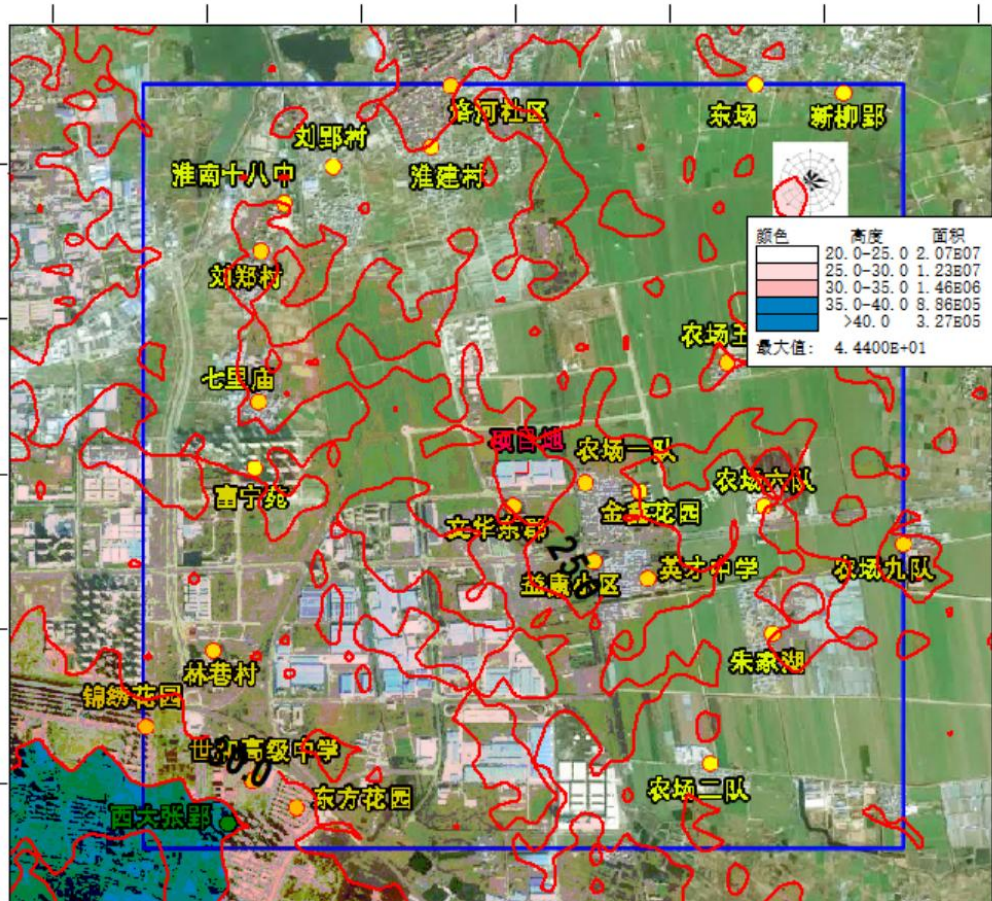 洛河社区
东场
新柳郢
刘郢村
淮南十八中
淮建村
刘郑村
颜色 高度 面积
20.0-25.0 2.07E07
25.0-30.0 1.23E07
30.0-35.0 1.46E06
35.0-40.0 8.86E05
>40.0 3.27E05
最大值: 4.4400E+01
农场
七里庙
项目地
农场一队
农场六队
富宁苑
金茂花园
文华东郡
英才中学
农场九队
益康小区
林巷村
朱家湖
锦绣花园
高级中学
农场二队
东方花园
西大张郢